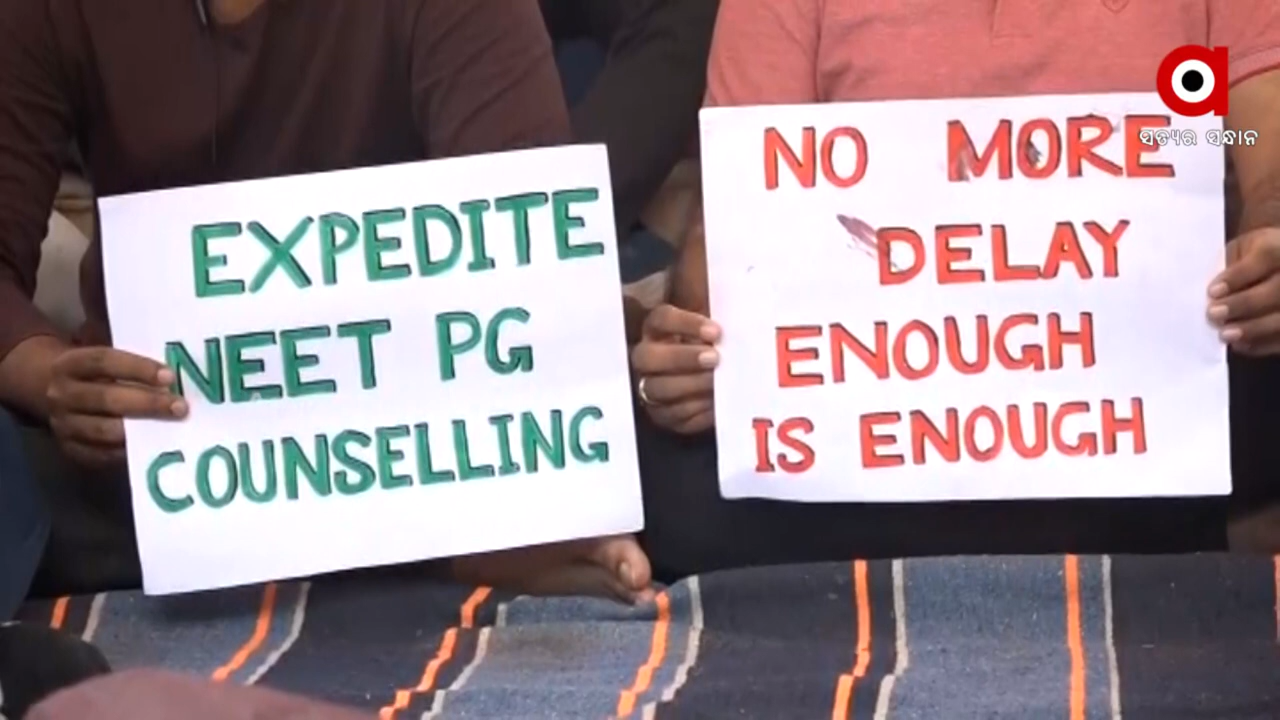 EXPEDITE
NEET PG
COUNSELLING
NO MORE
DELAY
ENOUGH
IS ENOUGH
a
ସତ୍ୟର ସନ୍ଧାନ